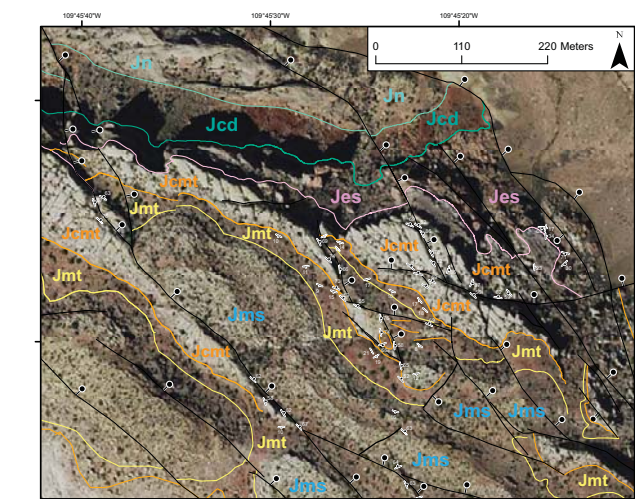 109°45'40"W 109°45'30"W 109°45'20"W
N
0 110 220 Meters
Jn
Jn
Jcd Jcd
Jcmt Jes Jes
Jmt
Jcmt Jmt Jcmt
Jmt Jcmt
Jms Jcmt
Jmt
Jcmt Jmt
Jms Jms
Jmt
Jms Jms Jmt